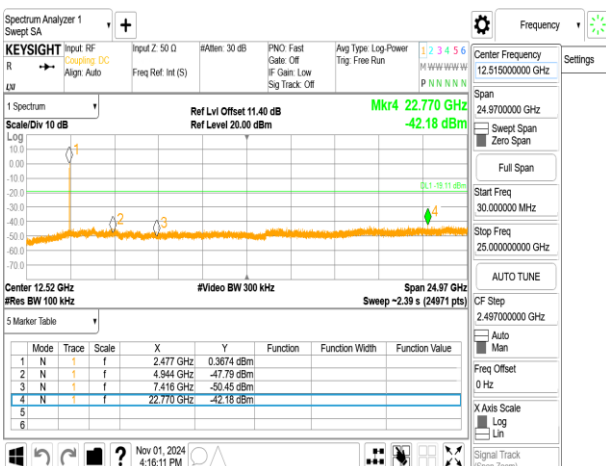 Spectrum Analyzer 1
Swept SA
+
Frequency
KEYSIGHT
R
Input: RF
Coupling: DC
Align: Auto
Input Z: 50 Ω
Freq Ref: Int (S)
#Atten: 30 dB
PNO: Fast
Gate: Off
IF Gain: Low
Sig Track: Off
Avg Type: Log-Power
Trig: Free Run
1 2 3 4 5 6
M W W W W W
P N N N N N
1 Spectrum
Scale/Div 10 dB
Ref Lvl Offset 11.40 dB
Ref Level 20.00 dBm
Mkr4 22.770 GHz
-42.18 dBm
Log
10.0
0.00
-10.0
-20.0
-30.0
-40.0
-50.0
-60.0
-70.0
1
2
3
4
DL1 -19.11 dBm
Center 12.52 GHz
#Res BW 100 kHz
#Video BW 300 kHz
Span 24.97 GHz
Sweep ~2.39 s (24971 pts)
5 Marker Table
Mode Trace Scale X Y Function Function Width Function Value
1 N 1 f 2.477 GHz 0.3674 dBm
2 N 1 f 4.944 GHz -47.79 dBm
3 N 1 f 7.416 GHz -50.45 dBm
4 N 1 f 22.770 GHz -42.18 dBm
5
6
?
Nov 01, 2024
4:16:11 PM
Center Frequency
12.515000000 GHz
Settings
Span
24.9700000 GHz
Swept Span
Zero Span
Full Span
Start Freq
30.000000 MHz
Stop Freq
25.000000000 GHz
AUTO TUNE
CF Step
2.497000000 GHz
Auto
Man
Freq Offset
0 Hz
X Axis Scale
Log
Lin
Signal Track
(Span Zoom)